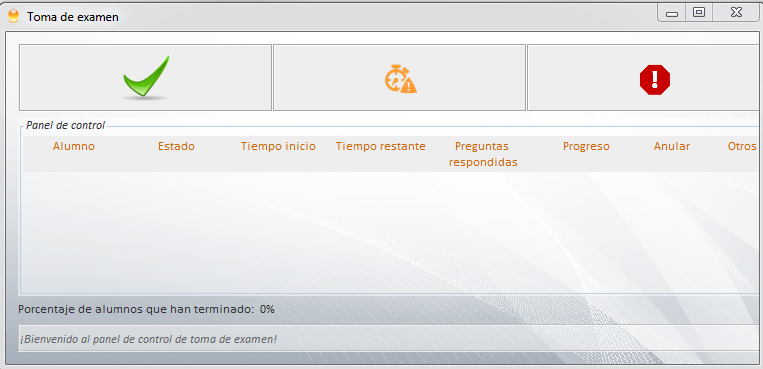 Toma de examen
Panel de control
Alumno Estado Tiempo inicio Tiempo restante Preguntas respondidas Progreso Anular Otros
Porcentaje de alumnos que han terminado: 0%
¡Bienvenido al panel de control de toma de examen!